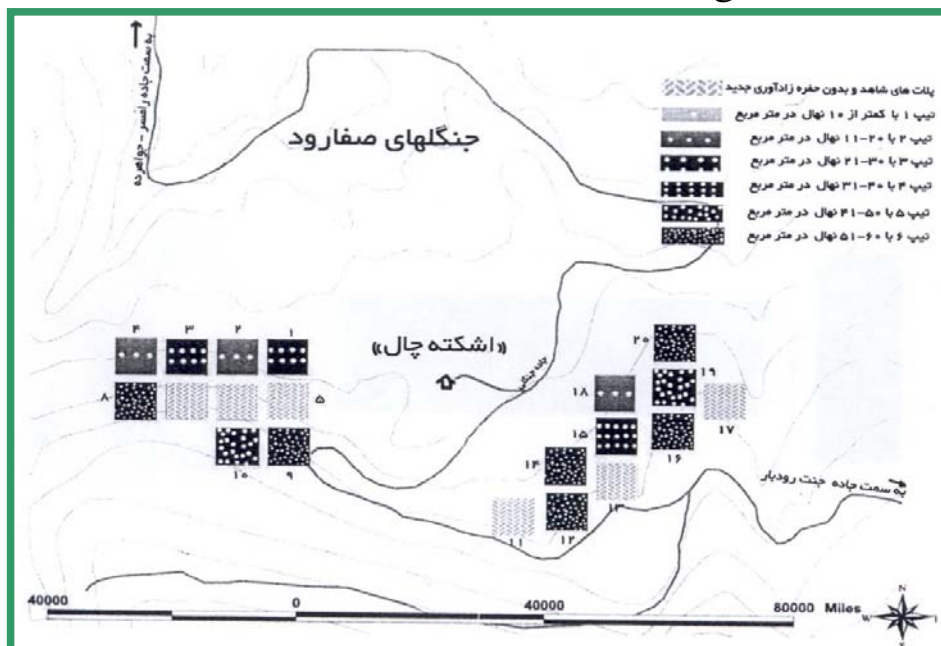 به سمت جاده رامسر - جواهرده
جنگلهای صفارود
پلات های شاهد و بدون حفره زادآوری جدید
تیپ ۱ با کمتر از ۱۰ نهال در متر مربع
تیپ ۲ با ۲۰-۱۱ نهال در متر مربع
تیپ ۳ با ۳۰-۲۱ نهال در متر مربع
تیپ ۴ با ۴۰-۳۱ نهال در متر مربع
تیپ ۵ با ۵۰-۴۱ نهال در متر مربع
تیپ ۶ با ۶۰-۵۱ نهال در متر مربع
۴ ۳ ۲ ۱
«اشکته چال»
جاده جنگلی
۲۰
۱۹
۱۸
۸ ۵
۱۷
۱۵
۱۰ ۹
۱۶
۱۴
۱۳
۱۱ ۱۲
به سمت جاده جنت رودبار
40000 0 40000 80000 Miles
N
W